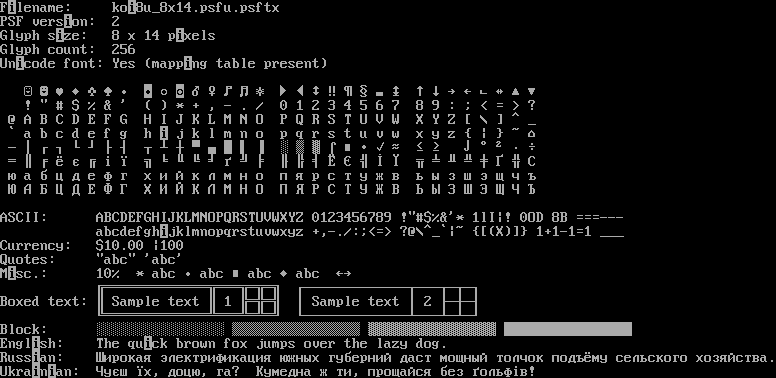 Filename: koi8u_8x14.psfu.psftx
PSF version: 2
Glyph size: 8 x 14 pixels
Glyph count: 256
Unicode font: Yes (mapping table present)
☺ ☻ ♥ ♦ ♣ ♠ • ◘ ○ ◙ ♂ ♀ ♪ ♫ ☼ ► ◄ ↕ ‼ ¶ § ▬ ↨ ↑ ↓ → ← ∟ ↔ ▲ ▼
! " # $ % & ' ( ) * + , - . / 0 1 2 3 4 5 6 7 8 9 : ; < = > ?
@ A B C D E F G H I J K L M N O P Q R S T U V W X Y Z [ \ ] ^ _
` a b c d e f g h i j k l m n o p q r s t u v w x y z { | } ~ ⌂
─ │ ┌ ┐ └ ┘ ├ ┤ ┬ ┴ ┼ ▀ ▄ █ ▌ ▐ ░ ▒ ▓ ⌠ ■ ∙ √ ≈ ≤ ≥ ⌡ ° ² · ÷
═ ║ ╒ ё є ╔ і ї ╗ ╘ ╙ ╚ ╛ ґ ╝ ╞ ╟ ╠ ╡ Ё Є ╣ І Ї ╦ ╧ ╨ ╩ ╪ Ґ ╬ ©
ю а б ц д е ф г х и й к л м н о п я р с т у ж в ь ы з ш э щ ч ъ
Ю А Б Ц Д Е Ф Г Х И Й К Л М Н О П Я Р С Т У Ж В Ь Ы З Ш Э Щ Ч Ъ
ASCII: ABCDEFGHIJKLMNOPQRSTUVWXYZ 0123456789 !"#$%&'* 1lI|! 0OD 8B ===---
abcdefghijklmnopqrstuvwxyz +,-./:;<=> ?@\^_`|~ {[(X)]} 1+1-1=1 ___
Currency: $10.00 |100
Quotes: "abc" 'abc'
Misc.: 10% * abc • abc ■ abc ♦ abc ↔
Boxed text: Sample text 1 Sample text 2
Block:
English: The quick brown fox jumps over the lazy dog.
Russian: Широкая электрификация южных губерний даст мощный толчок подъёму сельского хозяйства.
Ukrainian: Чуєш їх, доцю, га? Кумедна ж ти, прощайся без ґольфів!